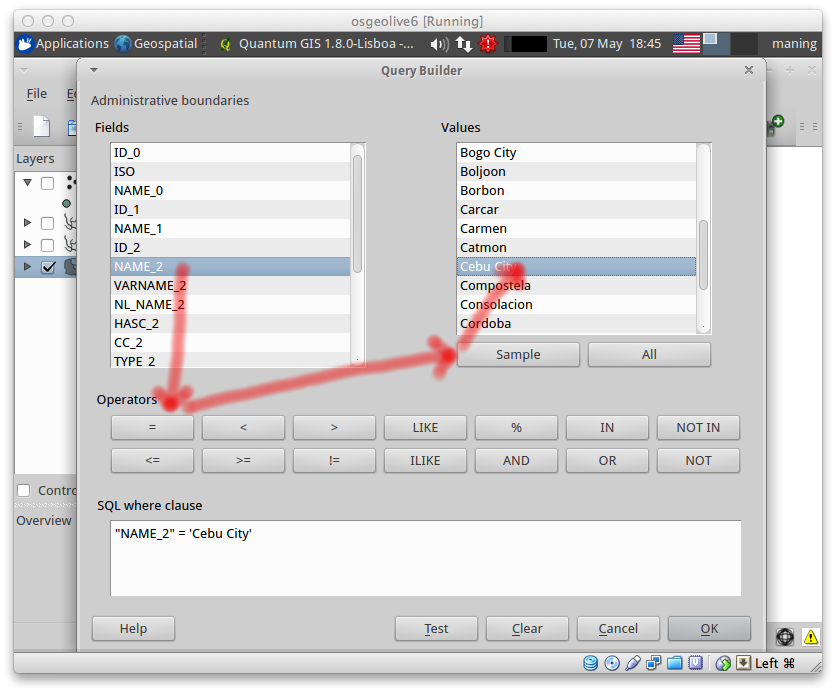 osgeolive6 [Running]
Applications Geospatial Quantum GIS 1.8.0-Lisboa -... Tue, 07 May 18:45 maning
Query Builder
File
Administrative boundaries
Fields
Values
Layers
ID_0
ISO
NAME_0
ID_1
NAME_1
ID_2
NAME_2
VARNAME_2
NL_NAME_2
HASC_2
CC_2
TYPE_2
Bogo City
Boljoon
Borbon
Carcar
Carmen
Catmon
Cebu City
Compostela
Consolacion
Cordoba
Sample All
Operators
= < > LIKE % IN NOT IN
<= >= != ILIKE AND OR NOT
SQL where clause
Overview
"NAME_2" = 'Cebu City'
Help Test Clear Cancel OK
Left ⌘